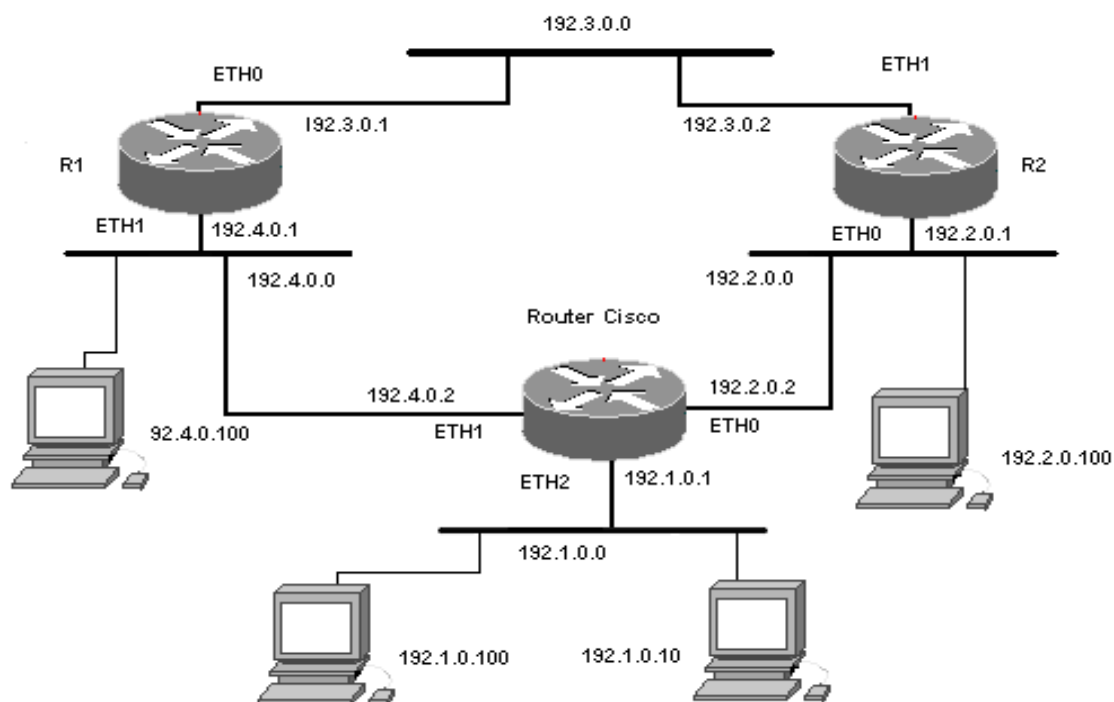 192.3.0.0
ETH0
ETH1
I92.3.0.1
192.3.0.2
R1
R2
ETH1
192.4.0.1
ETH0
192.2.0.1
192.4.0.0
192.2.0.0
Router Cisco
192.4.0.2
192.2.0.2
ETH1
ETH0
92.4.0.100
192.2.0.100
ETH2
192.1.0.1
192.1.0.0
192.1.0.100
192.1.0.10